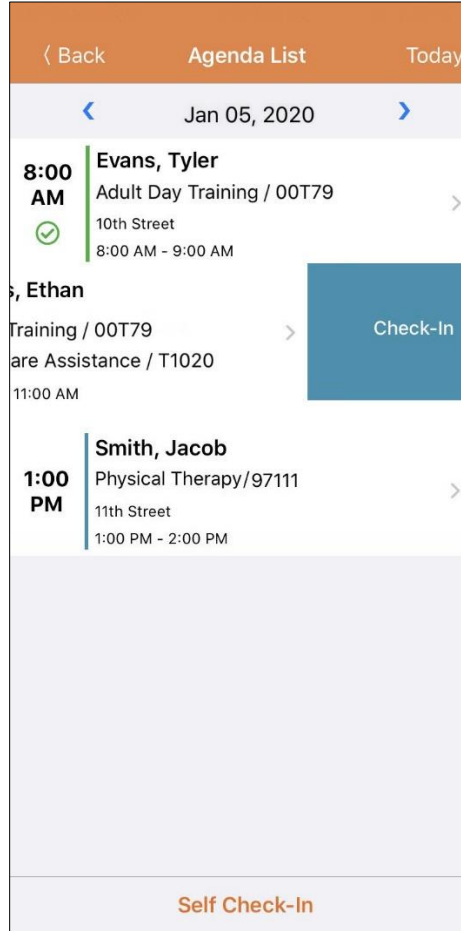 Back Agenda List Today
Jan 05, 2020
8:00 AM
Evans, Tyler
Adult Day Training / 00T79
10th Street
8:00 AM - 9:00 AM
s, Ethan
Training / 00T79
are Assistance / T1020
11:00 AM
Check-In
1:00 PM
Smith, Jacob
Physical Therapy/97111
11th Street
1:00 PM - 2:00 PM
Self Check-In